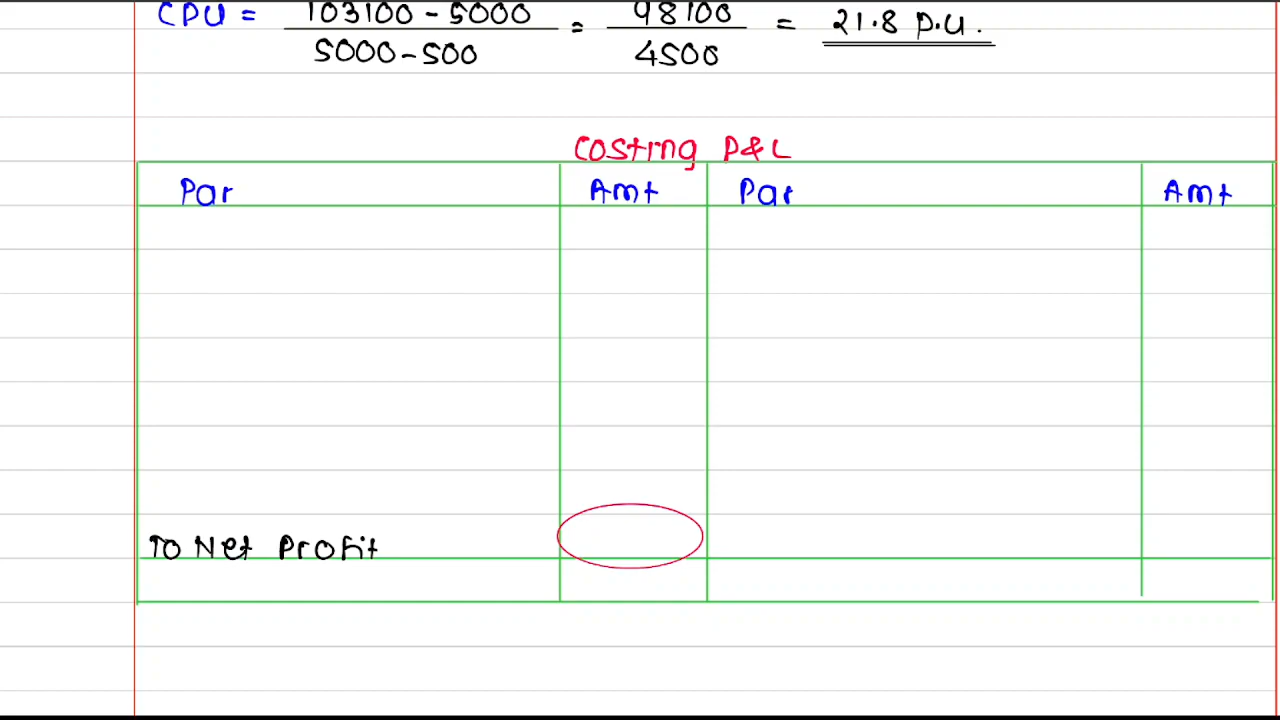 CPU = 103100 - 5000 / 5000 - 500 = 98100 / 4500 = 21.8 P.U.
Costing P&L
Par Amt Par Amt
To Net Profit